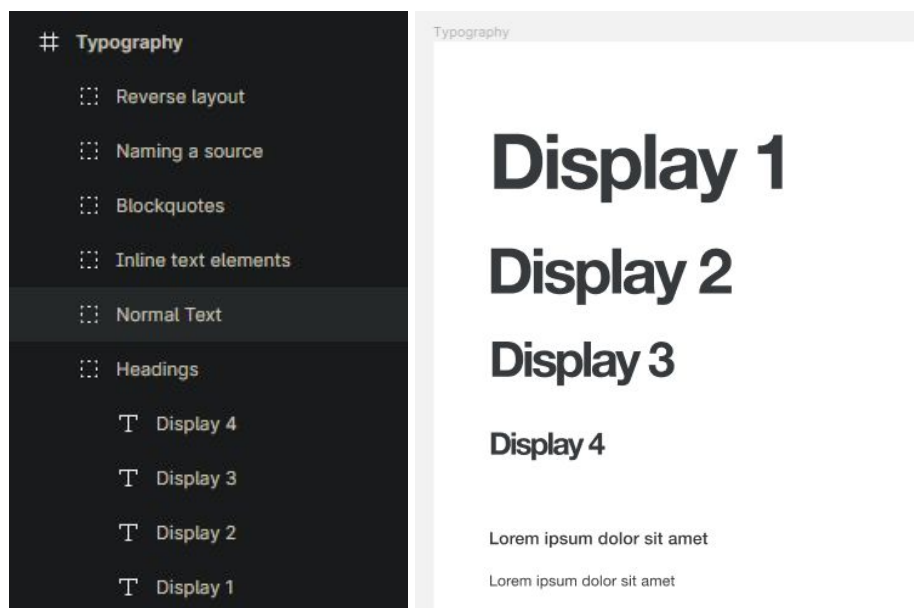 Typography
Reverse layout
Naming a source
Blockquotes
Inline text elements
Normal Text
Headings
Display 4
Display 3
Display 2
Display 1
Typography
Display 1
Display 2
Display 3
Display 4
Lorem ipsum dolor sit amet
Lorem ipsum dolor sit amet